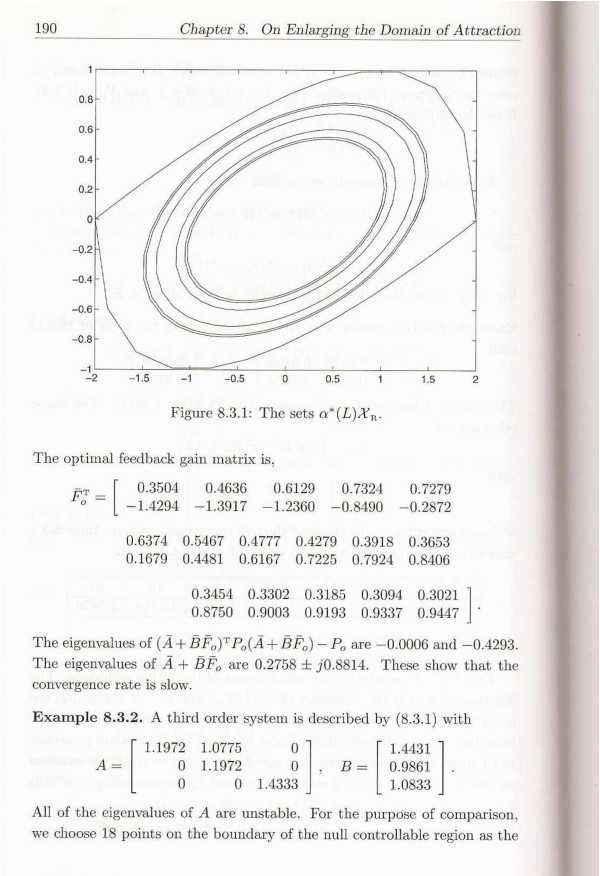 190 Chapter 8. On Enlarging the Domain of Attraction
1
0.8
0.6
0.4
0.2
0
-0.2
-0.4
-0.6
-0.8
-1
-2 -1.5 -1 -0.5 0 0.5 1 1.5 2
Figure 8.3.1: The sets α*(L)𝒳_R.
The optimal feedback gain matrix is,
F̄_o^T = [ 0.3504 0.4636 0.6129 0.7324 0.7279
-1.4294 -1.3917 -1.2360 -0.8490 -0.2872
0.6374 0.5467 0.4777 0.4279 0.3918 0.3653
0.1679 0.4481 0.6167 0.7225 0.7924 0.8406
0.3454 0.3302 0.3185 0.3094 0.3021
0.8750 0.9003 0.9193 0.9337 0.9447 ].
The eigenvalues of (Ā + B̄F̄_o)^T P_o(Ā + B̄F̄_o) − P_o are −0.0006 and −0.4293.
The eigenvalues of Ā + B̄F̄_o are 0.2758 ± j0.8814. These show that the
convergence rate is slow.
Example 8.3.2. A third order system is described by (8.3.1) with
A = [ 1.1972 1.0775 0
0 1.1972 0
0 0 1.4333 ], B = [ 1.4431
0.9861
1.0833 ].
All of the eigenvalues of A are unstable. For the purpose of comparison,
we choose 18 points on the boundary of the null controllable region as the